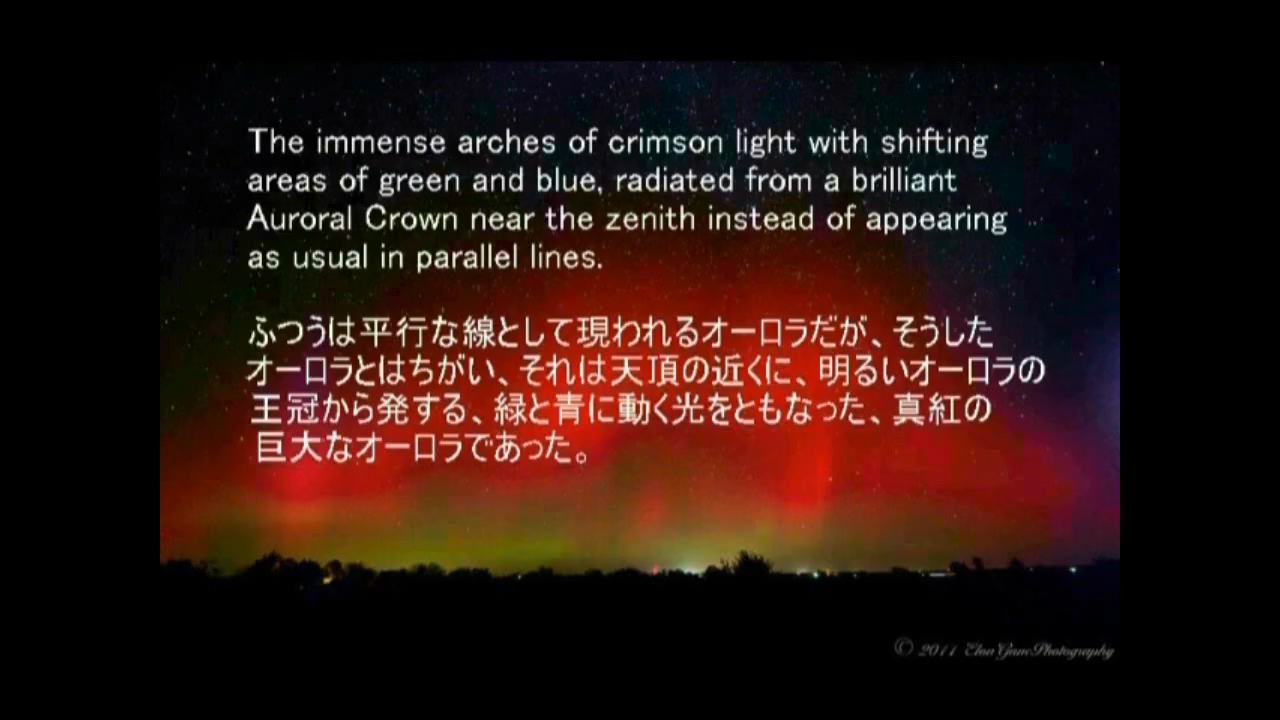 The immense arches of crimson light with shifting
areas of green and blue, radiated from a brilliant
Auroral Crown near the zenith instead of appearing
as usual in parallel lines.
ふつうは平行な線として現われるオーロラだが、そうした
オーロラとはちがい、それは天頂の近くに、明るいオーロラの
王冠から発する、緑と青に動く光をともなった、真紅の
巨大なオーロラであった。
© 2011